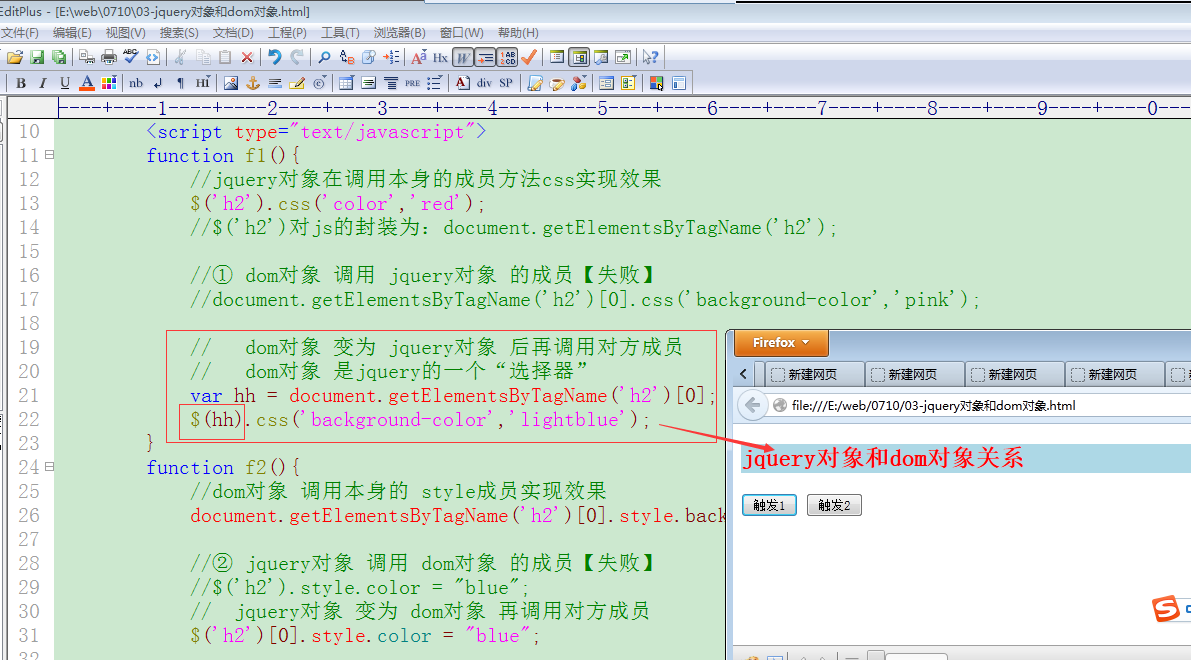 EditPlus - [E:\web\0710\03-jquery对象和dom对象.html]
文件(F) 编辑(E) 视图(V) 搜索(S) 文档(D) 工程(P) 工具(T) 浏览器(B) 窗口(W) 帮助(H)
B I U A nb HI PRE A div SP
1 2 3 4 5 6 7 8 9 0
10 <script type="text/javascript">
11 function f1(){
12 //jquery对象在调用本身的成员方法css实现效果
13 $('h2').css('color','red');
14 //$('h2')对js的封装为：document.getElementsByTagName('h2');
15
16 //① dom对象 调用 jquery对象 的成员【失败】
17 //document.getElementsByTagName('h2')[0].css('background-color','pink');
18
19 // dom对象 变为 jquery对象 后再调用对方成员
20 // dom对象 是jquery的一个“选择器”
21 var hh = document.getElementsByTagName('h2')[0];
22 $(hh).css('background-color','lightblue');
23 }
24 function f2(){
25 //dom对象 调用本身的 style成员实现效果
26 document.getElementsByTagName('h2')[0].style.bac
27
28 //② jquery对象 调用 dom对象 的成员【失败】
29 //$('h2').style.color = "blue";
30 // jquery对象 变为 dom对象 再调用对方成员
31 $('h2')[0].style.color = "blue";
32
Firefox
新建网页 新建网页 新建网页 新建网页
file:///E:/web/0710/03-jquery对象和dom对象.html
jquery对象和dom对象关系
触发1 触发2